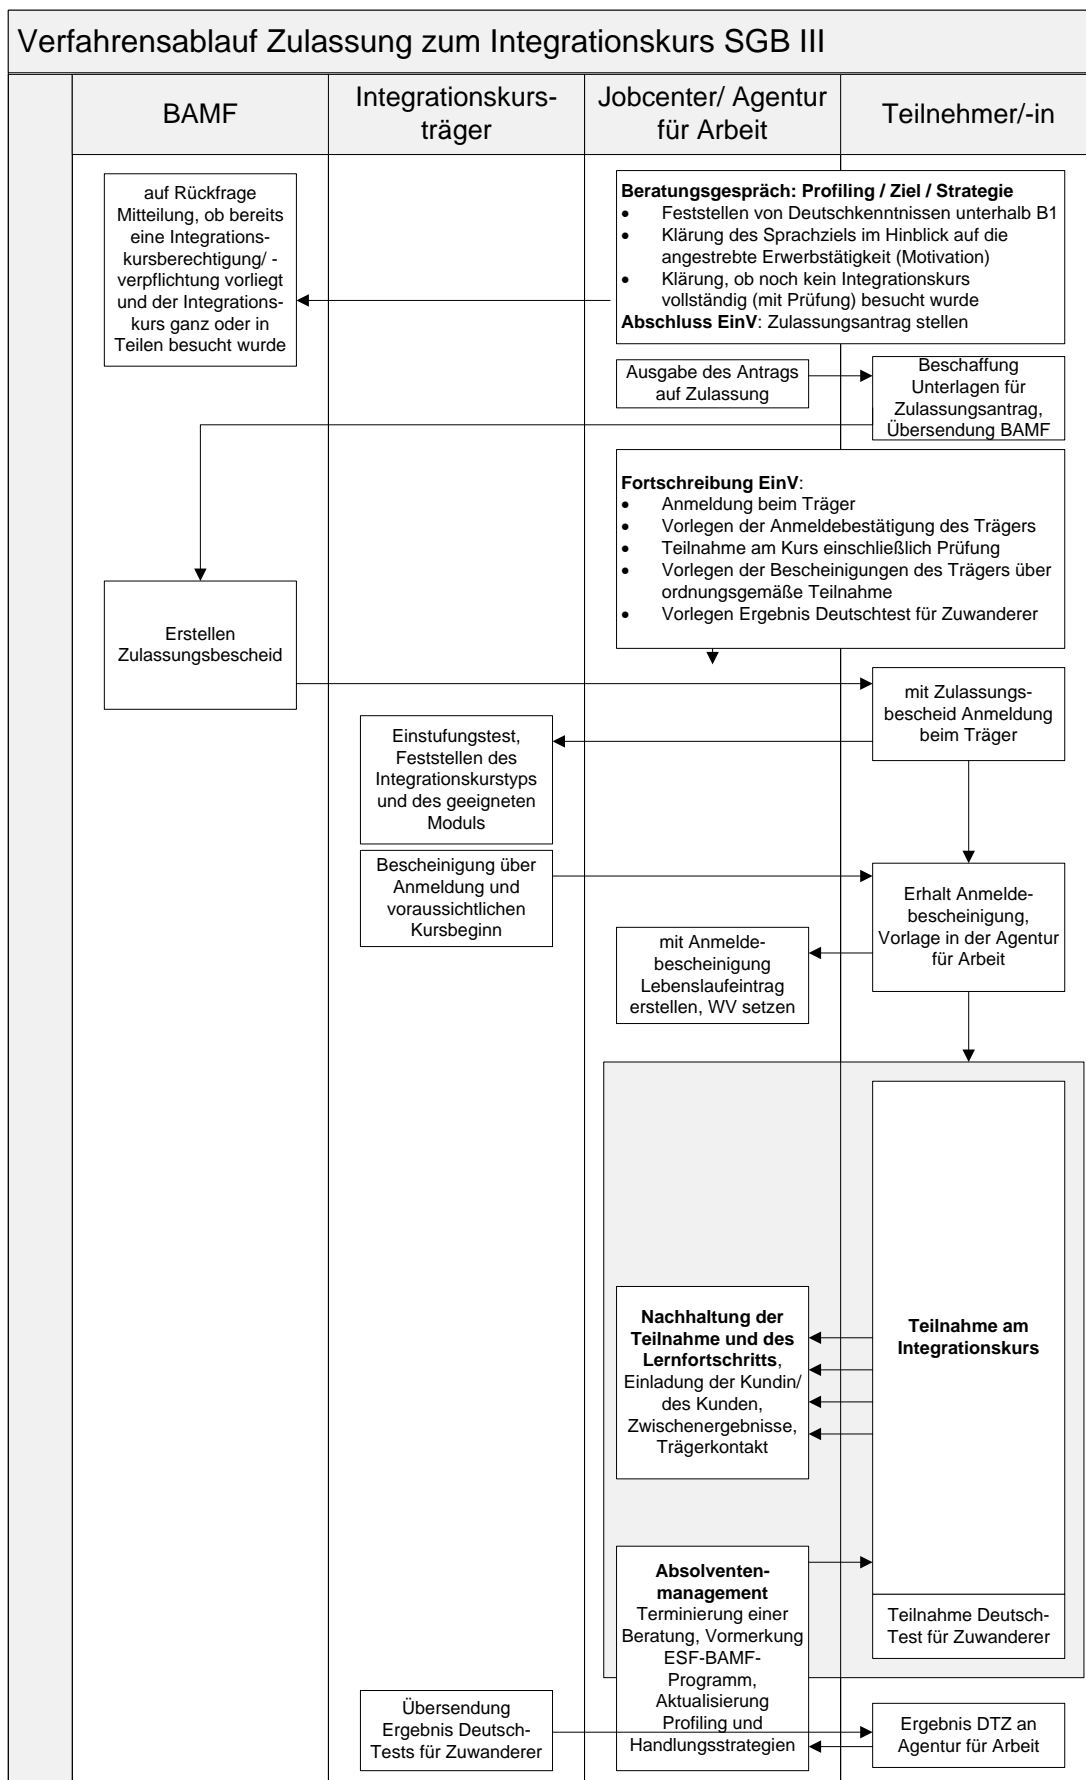 Verfahrensablauf Zulassung zum Integrationskurs SGB III
BAMF
Integrationskurs-
träger
Jobcenter/ Agentur
für Arbeit
Teilnehmer/-in
auf Rückfrage
Mitteilung, ob bereits
eine Integrations-
kursberechtigung/ -
verpflichtung vorliegt
und der Integrations-
kurs ganz oder in
Teilen besucht wurde
Beratungsgespräch: Profiling / Ziel / Strategie
• Feststellen von Deutschkenntnissen unterhalb B1
• Klärung des Sprachziels im Hinblick auf die
angestrebte Erwerbstätigkeit (Motivation)
• Klärung, ob noch kein Integrationskurs
vollständig (mit Prüfung) besucht wurde
Abschluss EinV: Zulassungsantrag stellen
Ausgabe des Antrags
auf Zulassung
Beschaffung
Unterlagen für
Zulassungsantrag,
Übersendung BAMF
Fortschreibung EinV:
• Anmeldung beim Träger
• Vorlegen der Anmeldebestätigung des Trägers
• Teilnahme am Kurs einschließlich Prüfung
• Vorlegen der Bescheinigungen des Trägers über
ordnungsgemäße Teilnahme
• Vorlegen Ergebnis Deutschtest für Zuwanderer
Erstellen
Zulassungsbescheid
mit Zulassungs-
bescheid Anmeldung
beim Träger
Einstufungstest,
Feststellen des
Integrationskurstyps
und des geeigneten
Moduls
Bescheinigung über
Anmeldung und
voraussichtlichen
Kursbeginn
Erhalt Anmelde-
bescheinigung,
Vorlage in der Agentur
für Arbeit
mit Anmelde-
bescheinigung
Lebenslaufeintrag
erstellen, WV setzen
Nachhaltung der
Teilnahme und des
Lernfortschritts,
Einladung der Kundin/
des Kunden,
Zwischenergebnisse,
Trägerkontakt
Teilnahme am
Integrationskurs
Absolventen-
management
Terminierung einer
Beratung, Vormerkung
ESF-BAMF-
Programm,
Aktualisierung
Profiling und
Handlungsstrategien
Teilnahme Deutsch-
Test für Zuwanderer
Übersendung
Ergebnis Deutsch-
Tests für Zuwanderer
Ergebnis DTZ an
Agentur für Arbeit